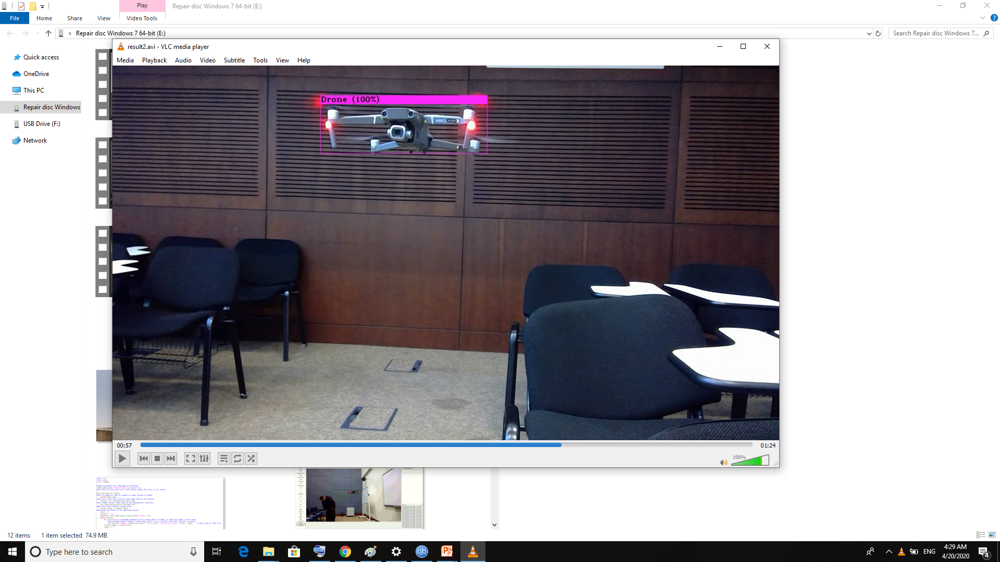 Play
Repair disc Windows 7 64-bit (E:)
File
Home
Share
View
Video Tools
Repair disc Windows 7 64-bit (E:)
Search Repair disc Windows 7...
result2.avi - VLC media player
Media
Playback
Audio
Video
Subtitle
Tools
View
Help
Quick access
OneDrive
This PC
Repair disc Windows
USB Drive (F:)
Network
Drone (100%)
00:57
01:24
100%
12 items
1 item selected 74.9 MB
Type here to search
ENG
4:29 AM
4/20/2020
4